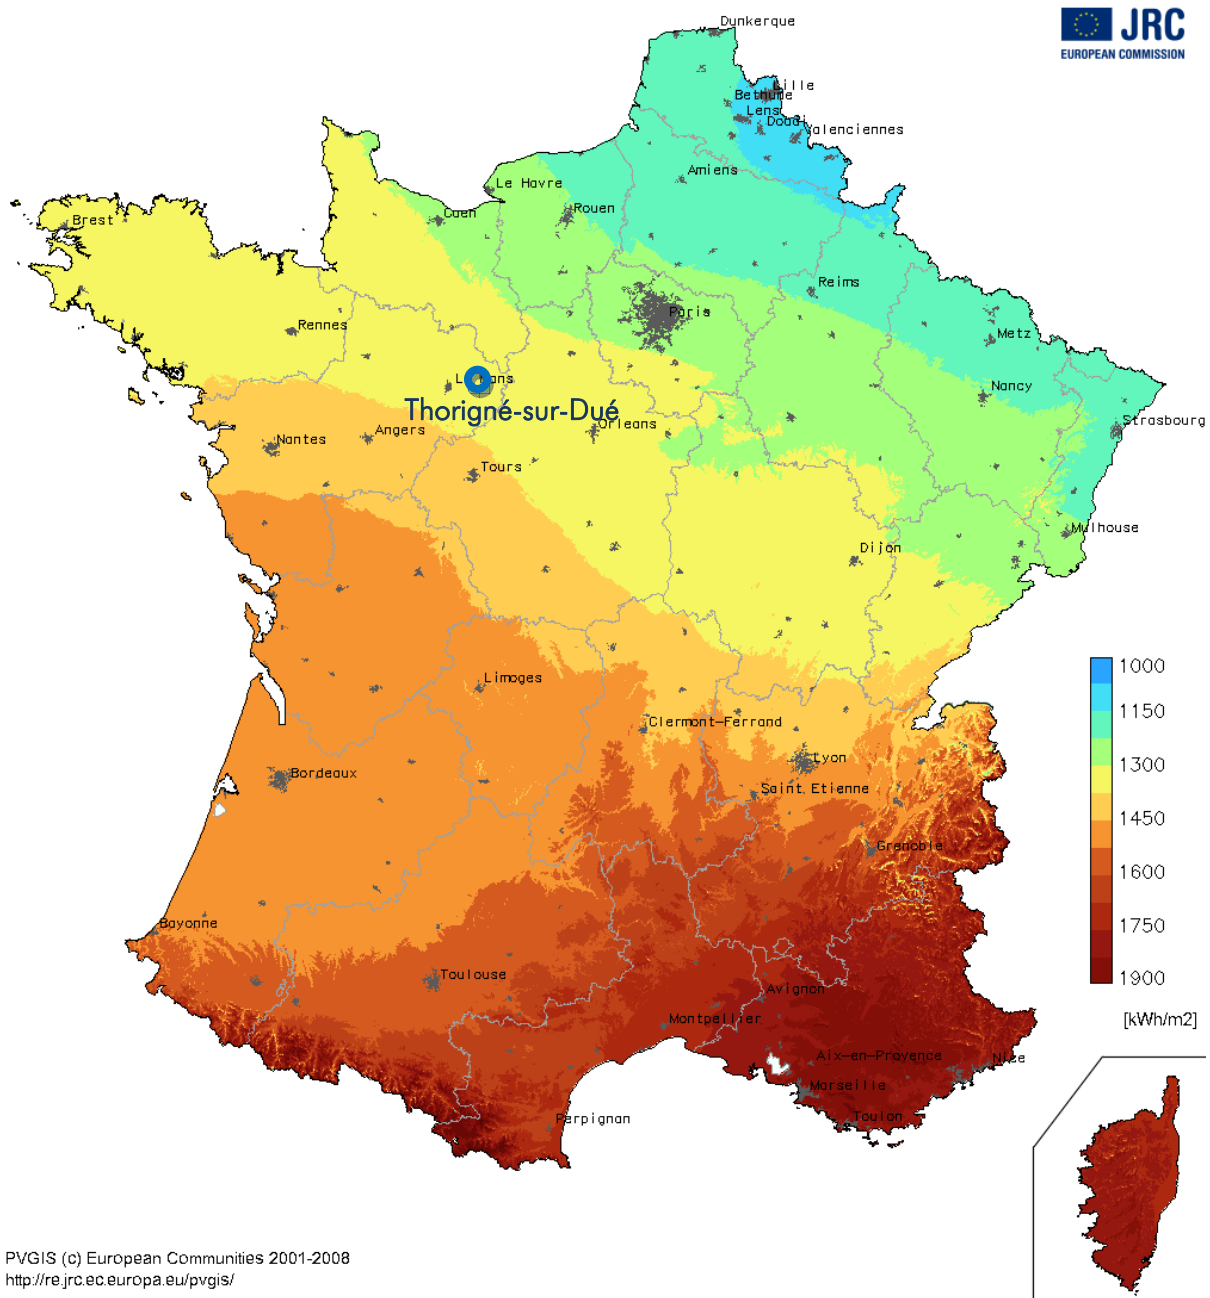 Dunkerque
JRC
EUROPEAN COMMISSION
Lille
Bethune
Lens
Valenciennes
Amiens
Le Havre
Rouen
Caen
Brest
Reims
Paris
Rennes
Metz
Nancy
Thorigné-sur-Dué
Strasbourg
Orleans
Angers
Nantes
Tours
Mulhouse
Dijon
1000
Limoges
1150
Clermont-Ferrand
Lyon
1300
Bordeaux
Saint Etienne
1450
Grenoble
1600
Bayonne
1750
Toulouse
1900
Avignon
Montpellier
[kWh/m2]
Aix-en-Provence
Nice
Marseille
Toulon
Perpignan
PVGIS (c) European Communities 2001-2008
http://re.jrc.ec.europa.eu/pvgis/